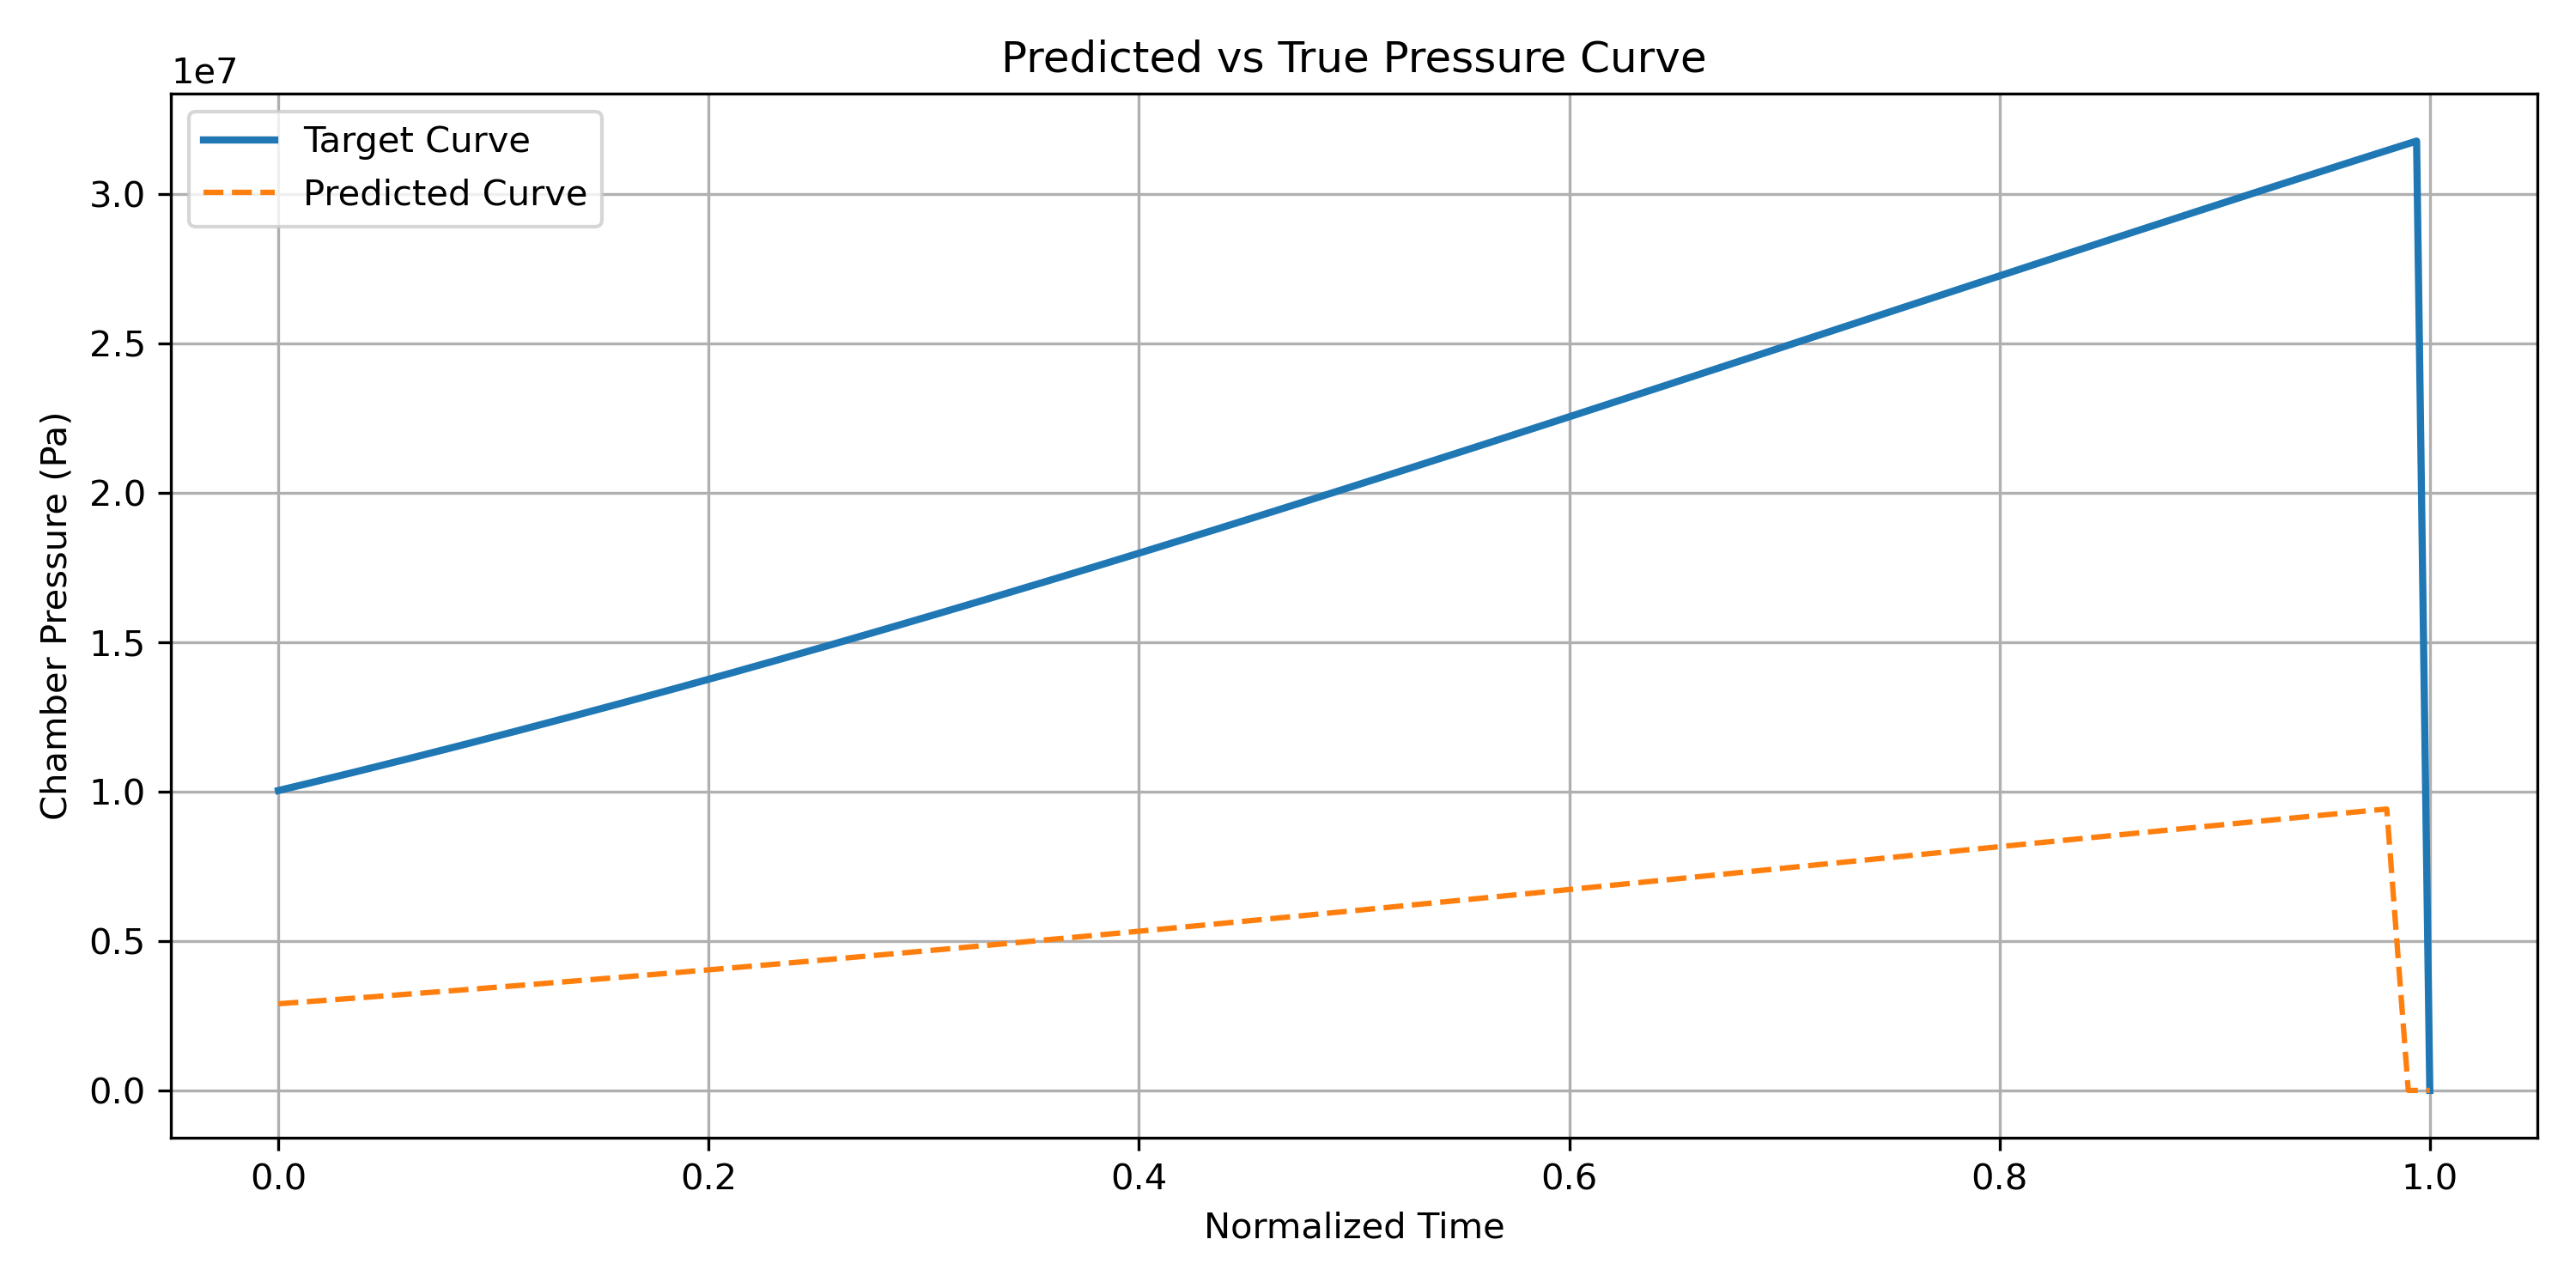 Predicted vs True Pressure Curve
1e7
Target Curve
Predicted Curve
3.0
2.5
2.0
1.5
1.0
0.5
0.0
Chamber Pressure (Pa)
0.0 0.2 0.4 0.6 0.8 1.0
Normalized Time